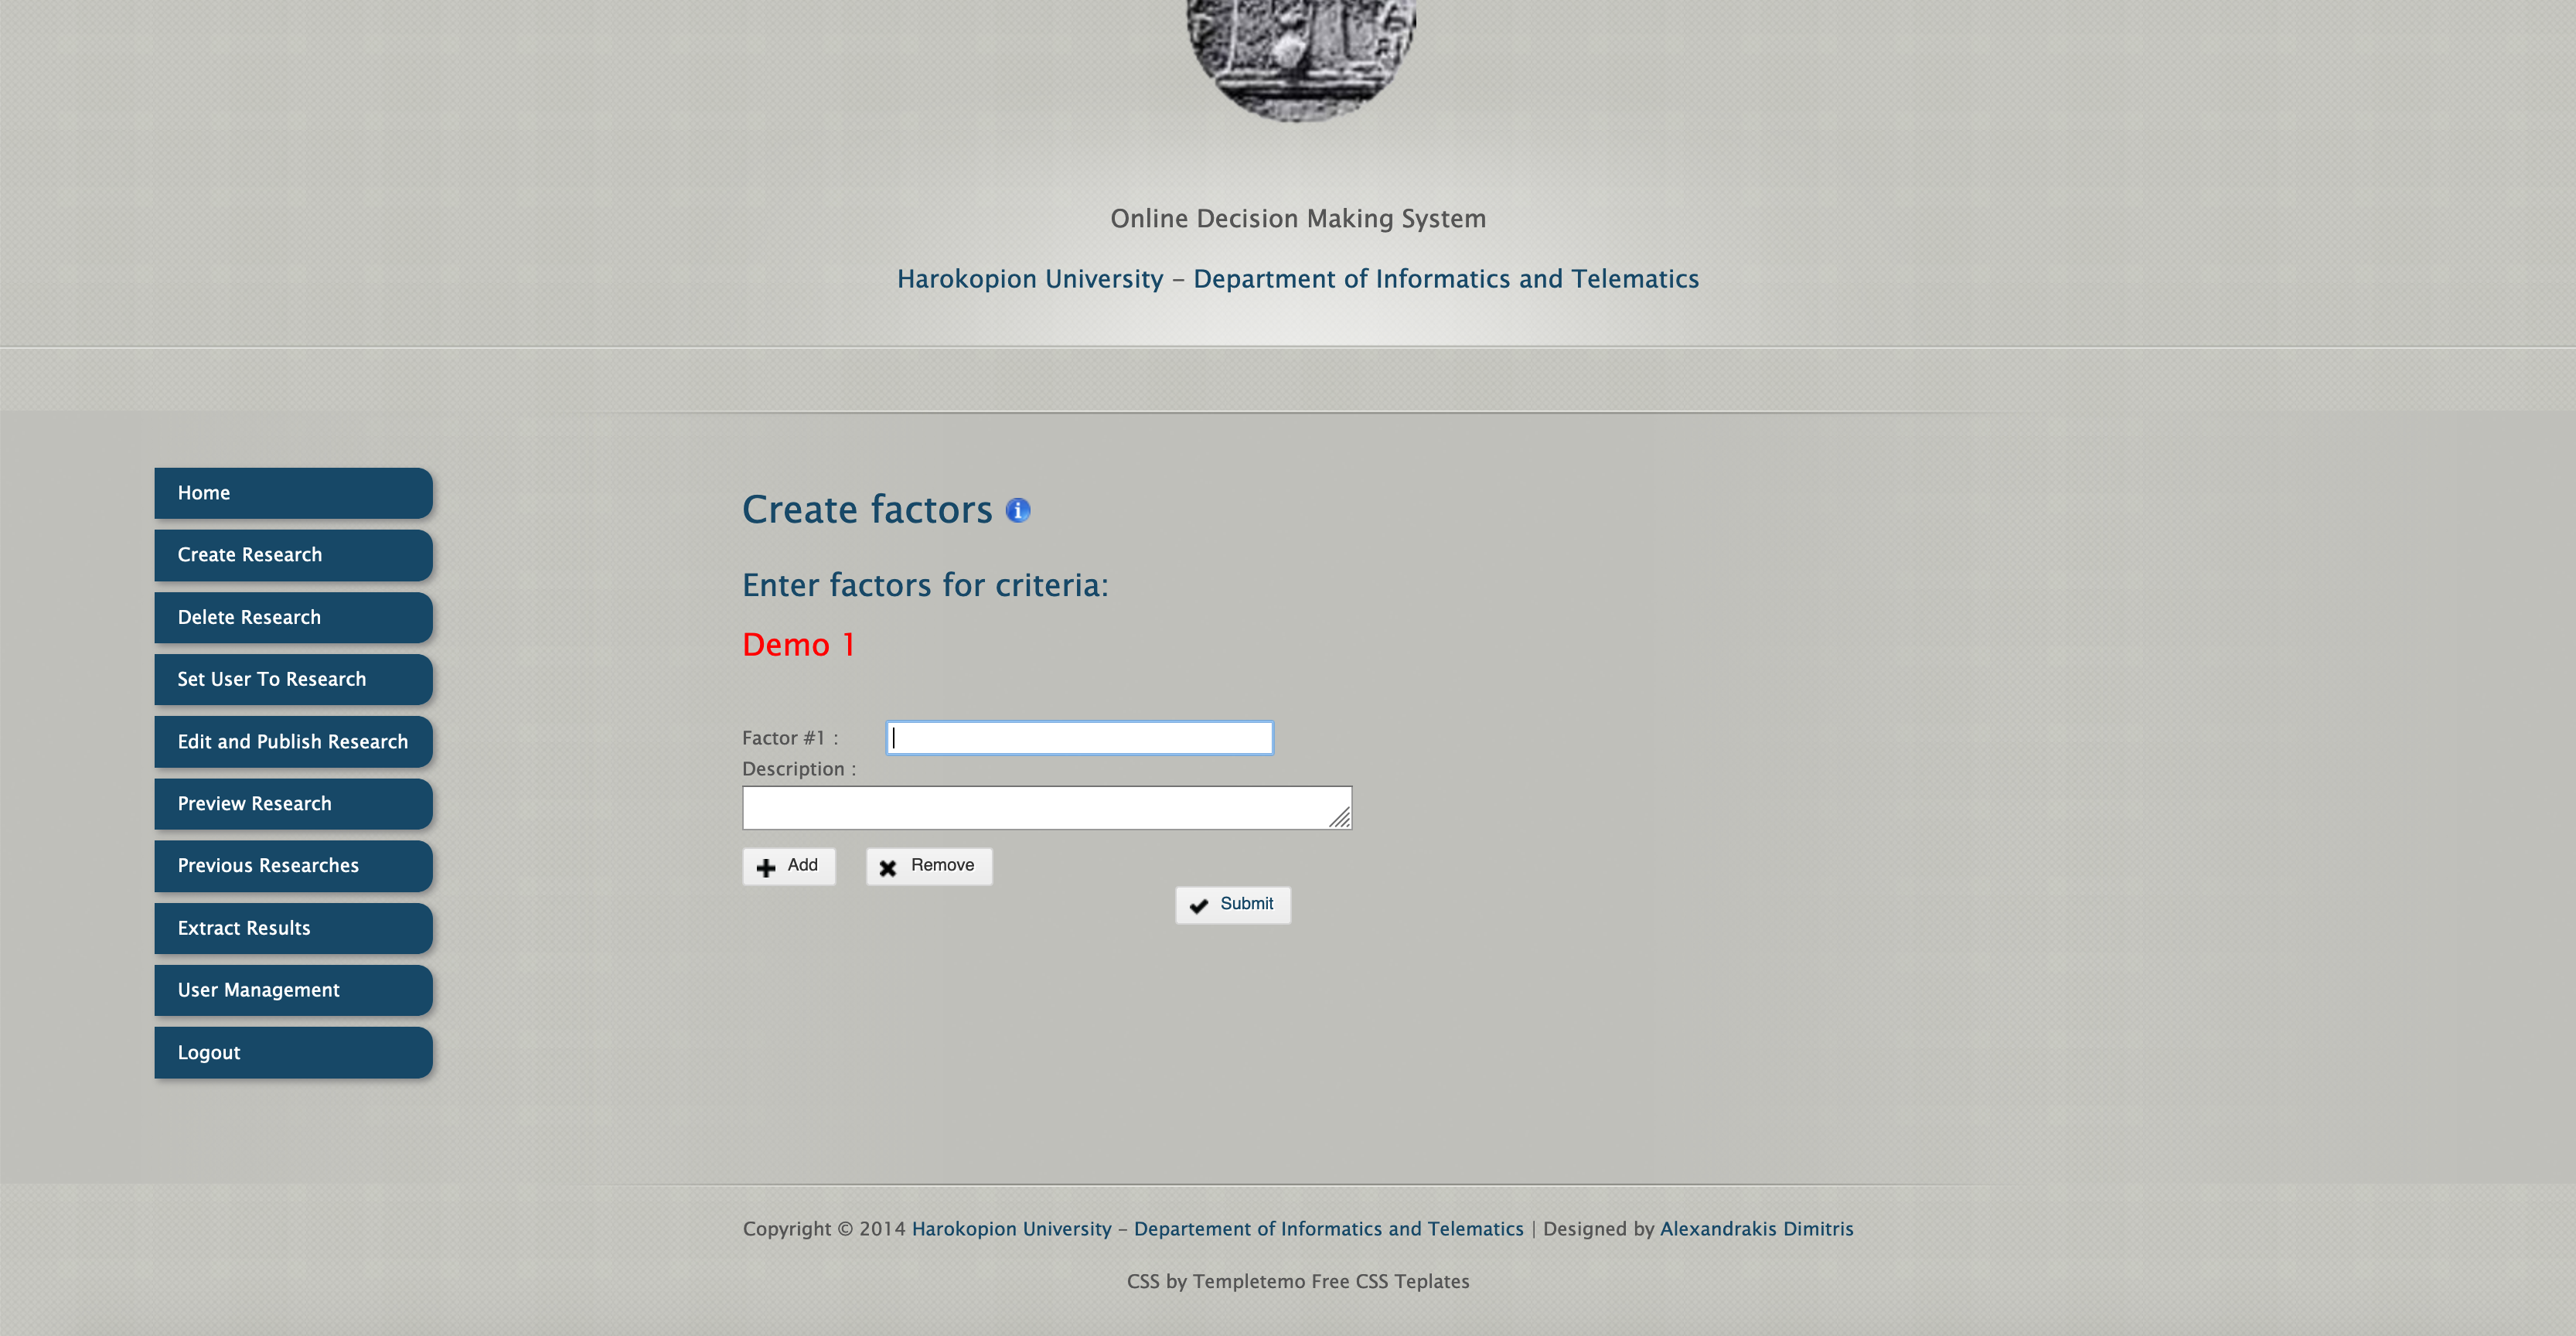 Online Decision Making System
Harokopion University – Department of Informatics and Telematics
Home
Create Research
Delete Research
Set User To Research
Edit and Publish Research
Preview Research
Previous Researches
Extract Results
User Management
Logout
Create factors
Enter factors for criteria:
Demo 1
Factor #1 :
Description :
Add
Remove
Submit
Copyright © 2014 Harokopion University – Departement of Informatics and Telematics | Designed by Alexandrakis Dimitris
CSS by Templetemo Free CSS Teplates